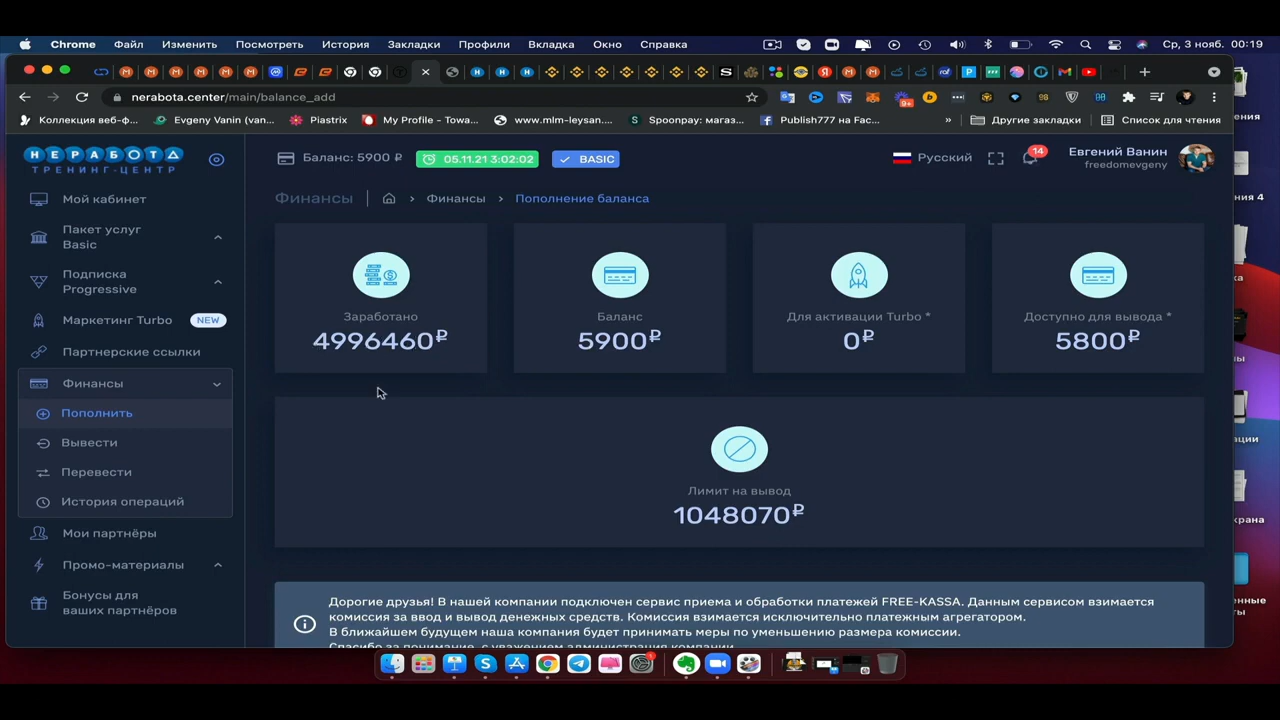 Chrome Файл Изменить Посмотреть История Закладки Профили Вкладка Окно Справка Ср, 3 нояб. 00:19
nerabota.center/main/balance_add
Коллекция веб-ф... Evgeny Vanin (van... Piastrix My Profile - Towa... www.mlm-leysan.... Spoonpay: магаз... Publish777 на Fac... » Другие закладки Список для чтения
НЕРАБОТА
ТРЕНИНГ-ЦЕНТР
Баланс: 5900 ₽ 05.11.21 3:02:02 BASIC Русский 14 Евгений Ванин
freedomevgeny
Мой кабинет
Пакет услуг
Basic
Подписка
Progressive
Маркетинг Turbo NEW
Партнерские ссылки
Финансы
Пополнить
Вывести
Перевести
История операций
Мои партнёры
Промо-материалы
Бонусы для
ваших партнёров
Финансы Финансы Пополнение баланса
Заработано
4996460₽
Баланс
5900₽
Для активации Turbo *
0₽
Доступно для вывода *
5800₽
Лимит на вывод
1048070₽
Дорогие друзья! В нашей компании подключен сервис приема и обработки платежей FREE-KASSA. Данным сервисом взимается
комиссия за ввод и вывод денежных средств. Комиссия взимается исключительно платежным агрегатором.
В ближайшем будущем наша компания будет принимать меры по уменьшению размера комиссии.
Спасибо за понимание, с уважением администрация компании.